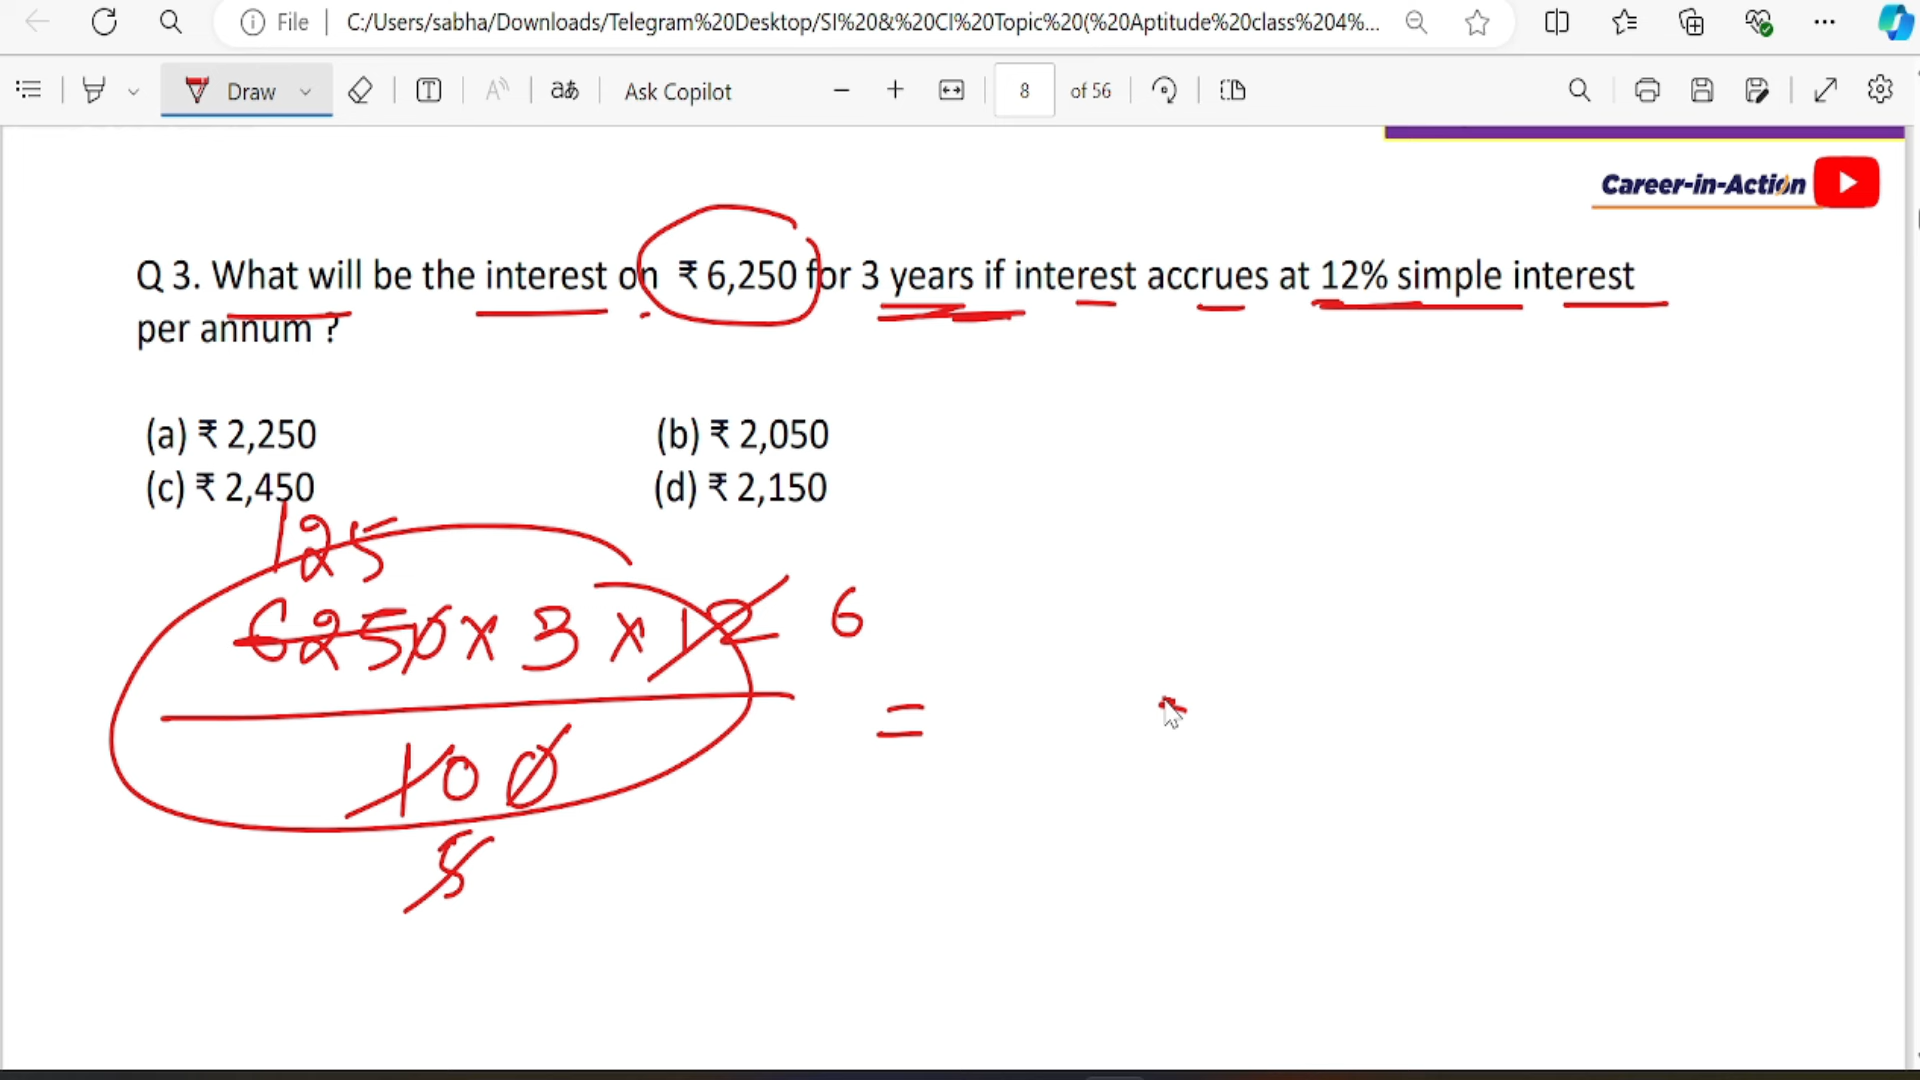 File | C:/Users/sabha/Downloads/Telegram%20Desktop/SI%20&%20CI%20Topic%20(%20Aptitude%20class%204%...
Draw aあ Ask Copilot 8 of 56
Career-in-Action
Q 3. What will be the interest on ₹ 6,250 for 3 years if interest accrues at 12% simple interest
per annum ?
(a) ₹ 2,250 (b) ₹ 2,050
(c) ₹ 2,450 (d) ₹ 2,150
125
6250 x 3 x 12 6
=
100
5